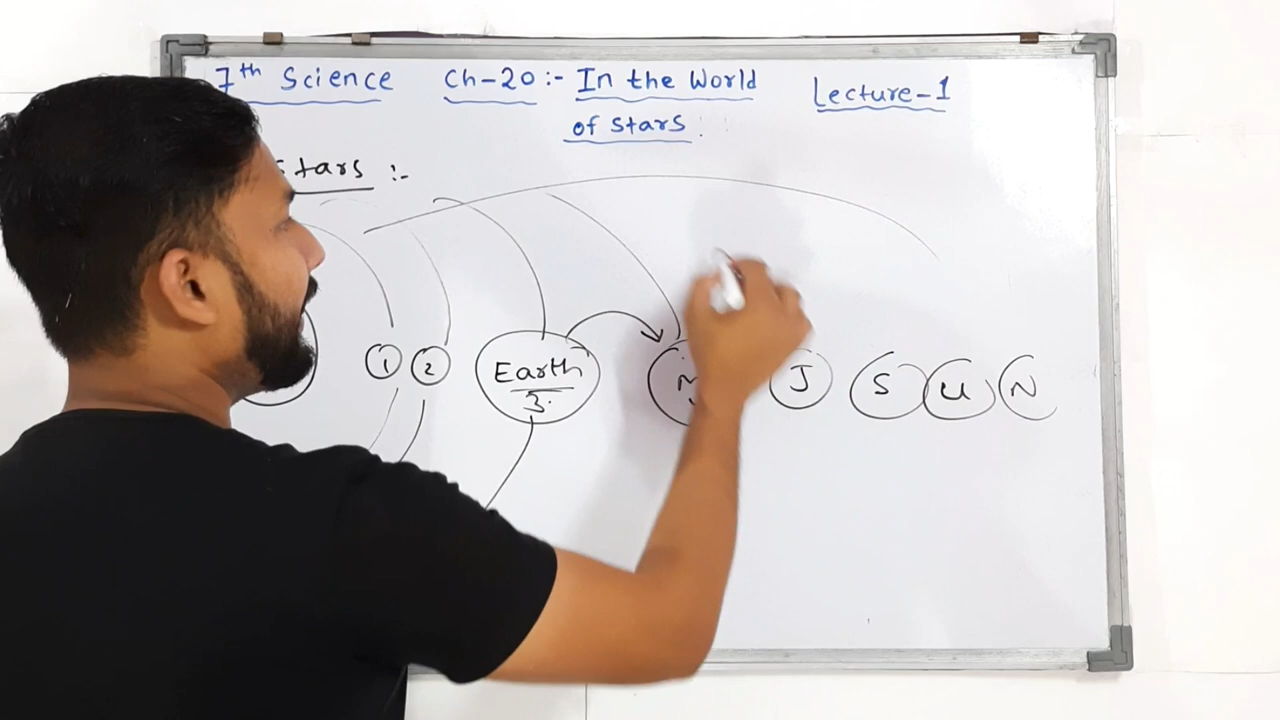 7th Science Ch-20:- In the World Lecture-1
of stars
stars :-
1 2 Earth M J S U N
3.